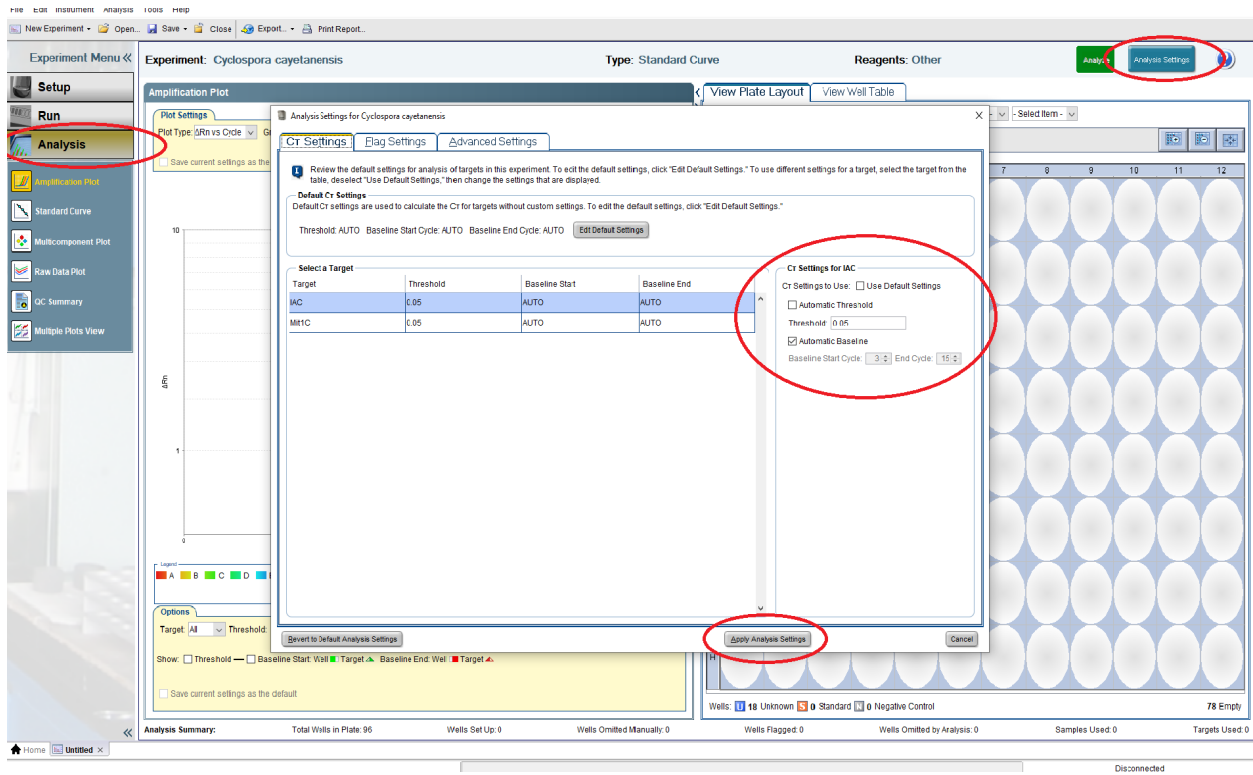 File Edit Instrument Analysis Tools Help
New Experiment Open... Save Close Export... Print Report...
Experiment Menu «
Experiment: Cyclospora cayetanensis Type: Standard Curve Reagents: Other
Analyze Analysis Settings
Setup
Run
Analysis
Amplification Plot
Standard Curve
Multicomponent Plot
Raw Data Plot
QC Summary
Multiple Plots View
Amplification Plot
Plot Settings
Plot Type: ΔRn vs Cycle
Save current settings as the
10
ΔRn
1
0
Legend
A B C D
Options
Target: All Threshold:
Show: Threshold Baseline Start: Well Target Baseline End: Well Target
Save current settings as the default
Analysis Settings for Cyclospora cayetanensis
CT Settings Flag Settings Advanced Settings
Review the default settings for analysis of targets in this experiment. To edit the default settings, click "Edit Default Settings." To use different settings for a target, select the target from the
table, deselect "Use Default Settings," then change the settings that are displayed.
Default CT Settings
Default CT settings are used to calculate the CT for targets without custom settings. To edit the default settings, click "Edit Default Settings."
Threshold: AUTO Baseline Start Cycle: AUTO Baseline End Cycle: AUTO Edit Default Settings
Select a Target
Target Threshold Baseline Start Baseline End
IAC 0.05 AUTO AUTO
Mit1C 0.05 AUTO AUTO
CT Settings for IAC
CT Settings to Use: Use Default Settings
Automatic Threshold
Threshold: 0.05
Automatic Baseline
Baseline Start Cycle: 3 End Cycle: 15
Revert to Default Analysis Settings Apply Analysis Settings Cancel
View Plate Layout View Well Table
- Select Item -
7 8 9 10 11 12
H
Wells: U 18 Unknown S 0 Standard N 0 Negative Control 78 Empty
Analysis Summary: Total Wells in Plate: 96 Wells Set Up: 0 Wells Omitted Manually: 0 Wells Flagged: 0 Wells Omitted by Analysis: 0 Samples Used: 0 Targets Used: 0
Home Untitled ×
Disconnected